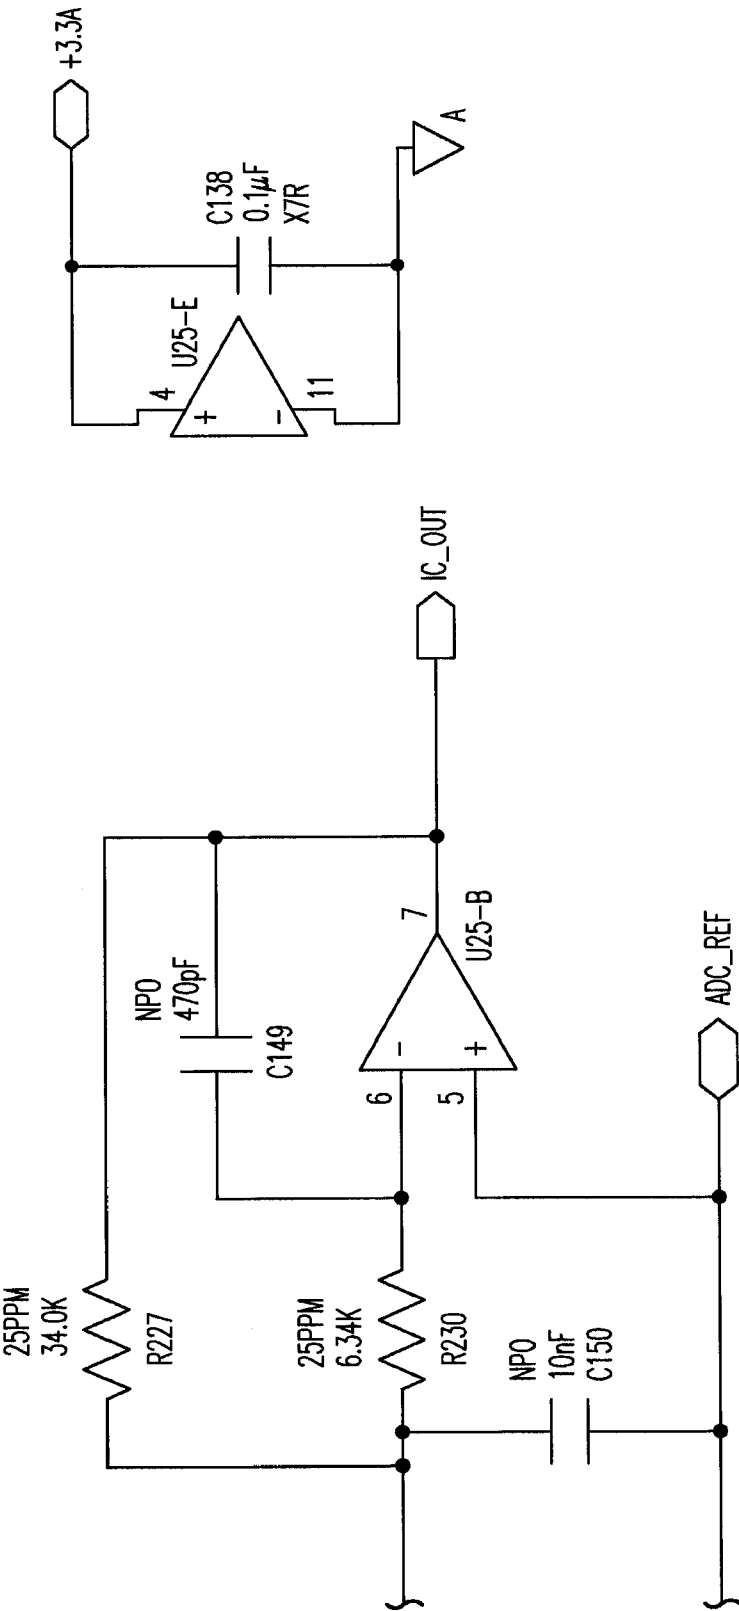 +3.3A
C138
0.1µF
X7R
A
U25-E
4
+
-
11
IC_OUT
7
U25-B
NPO
470pF
C149
6
-
5
+
ADC_REF
25PPM
34.0K
R227
25PPM
6.34K
R230
NPO
10nF
C150